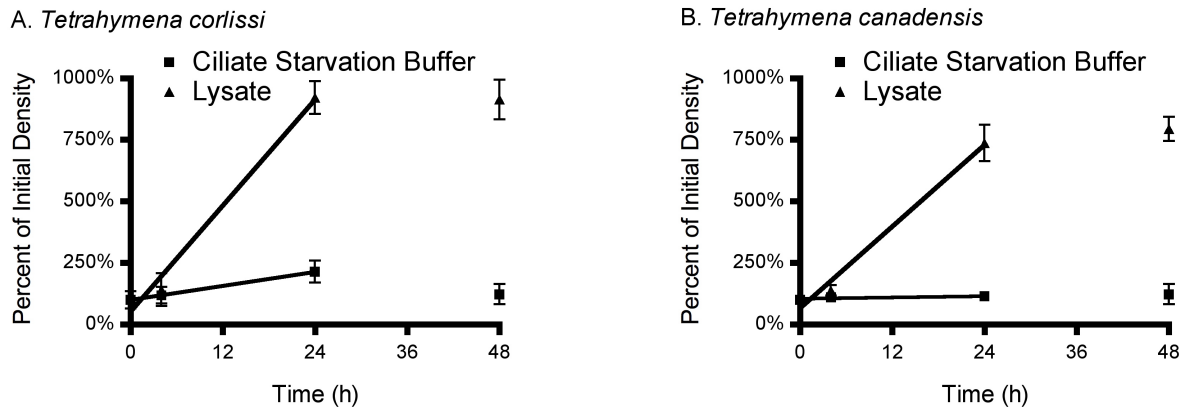 A. Tetrahymena corlissi
Ciliate Starvation Buffer
Lysate
Percent of Initial Density
1000%
750%
500%
250%
0%
0 12 24 36 48
Time (h)
B. Tetrahymena canadensis
Ciliate Starvation Buffer
Lysate
Percent of Initial Density
1000%
750%
500%
250%
0%
0 12 24 36 48
Time (h)